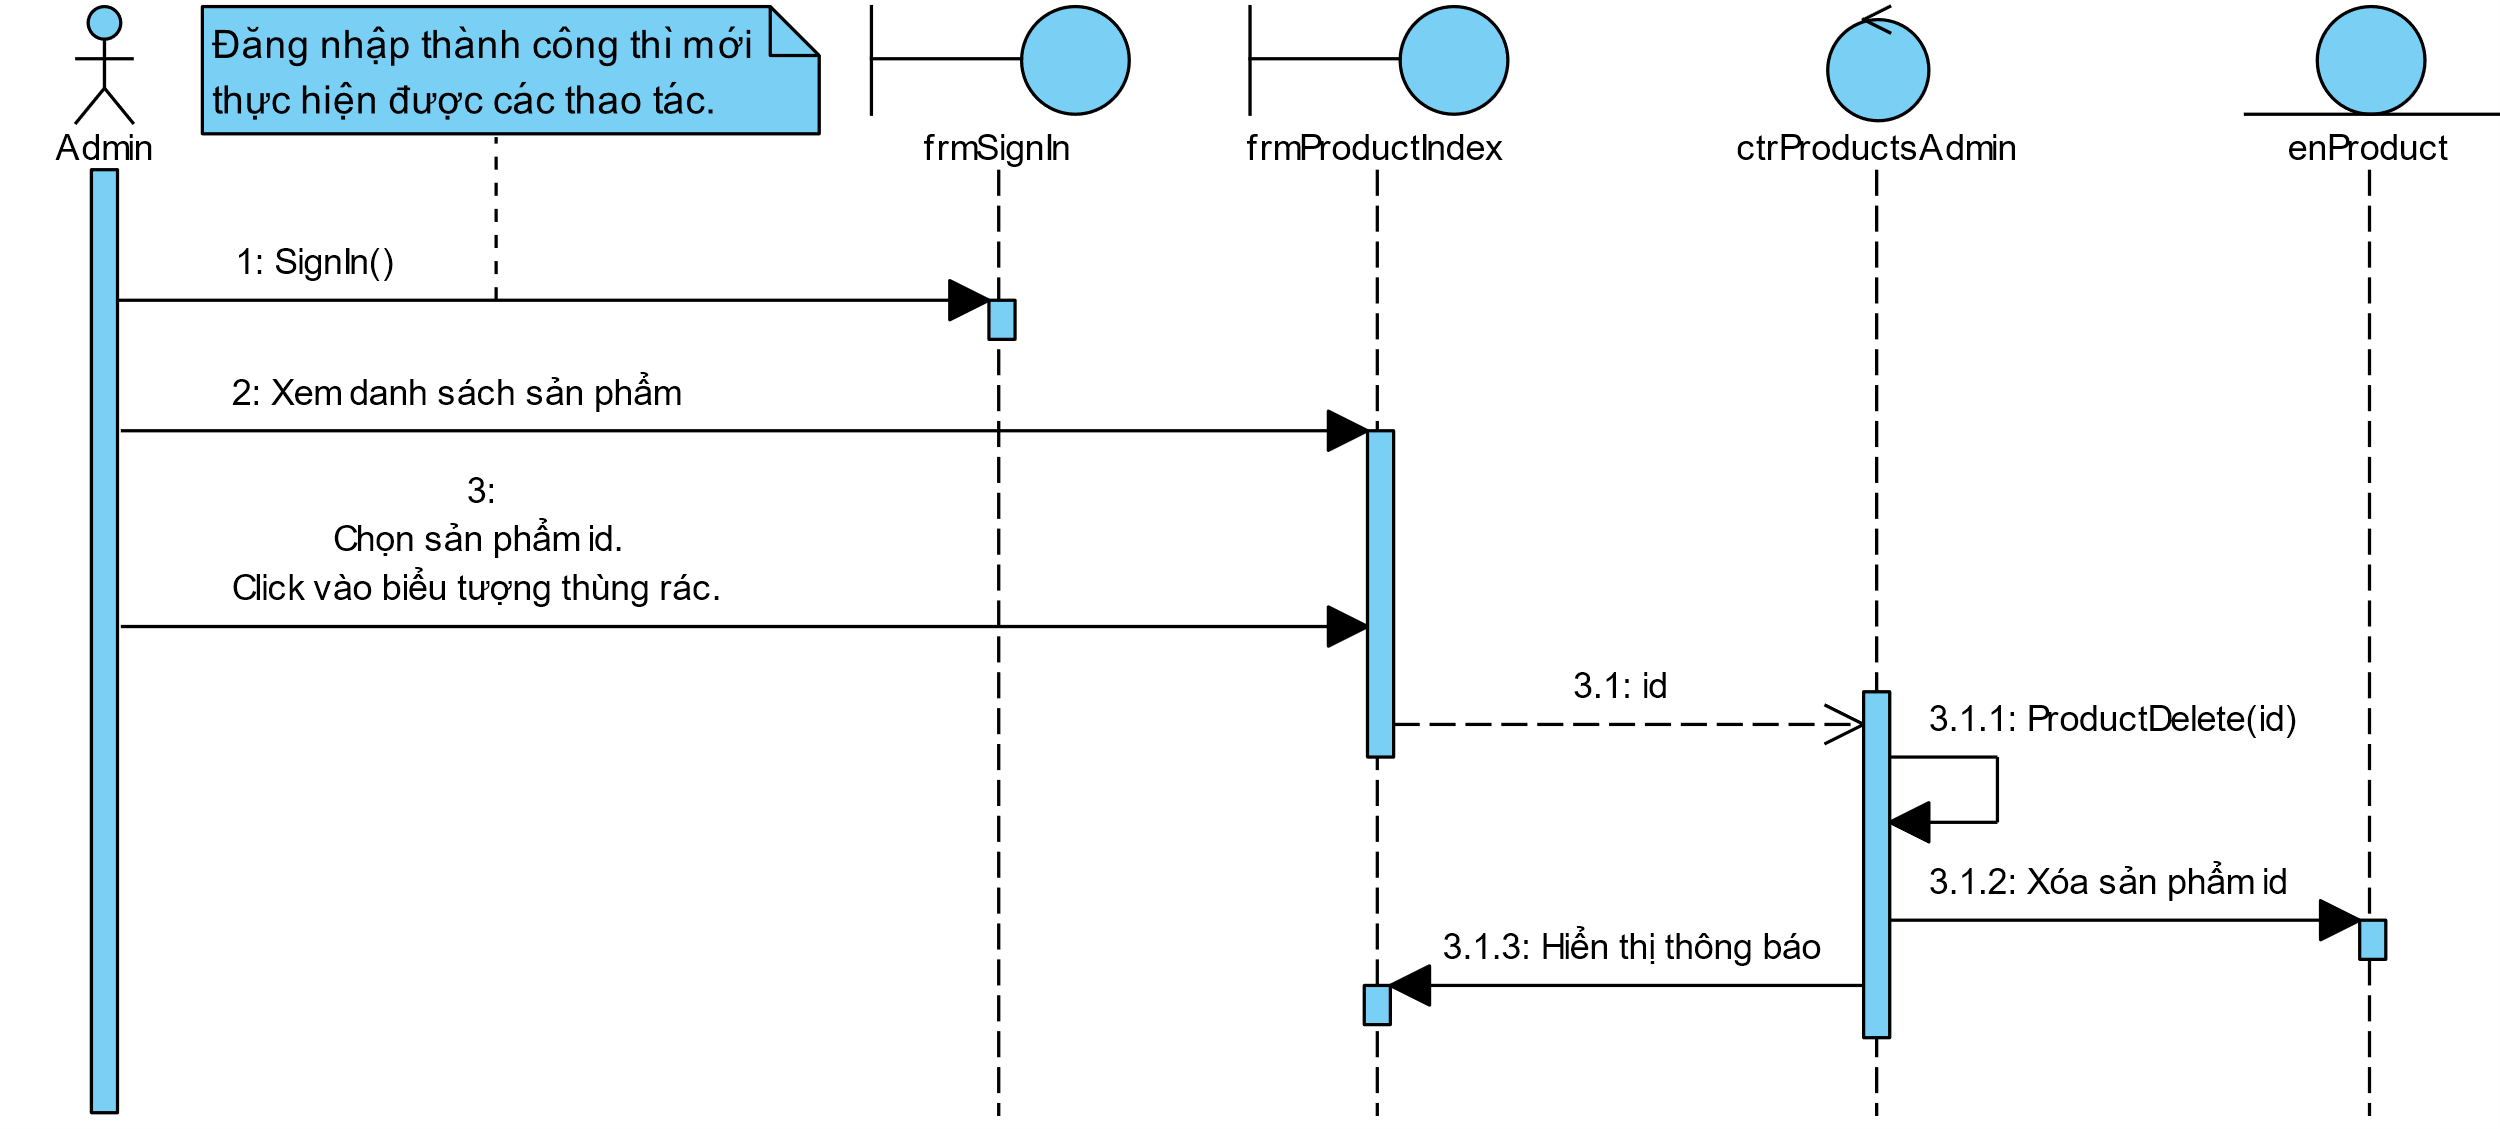 Đăng nhập thành công thì mới
thực hiện được các thao tác.
Admin
frmSignIn
frmProductIndex
ctrProductsAdmin
enProduct
1: SignIn()
2: Xem danh sách sản phẩm
3:
Chọn sản phẩm id.
Click vào biểu tượng thùng rác.
3.1: id
3.1.1: ProductDelete(id)
3.1.2: Xóa sản phẩm id
3.1.3: Hiển thị thông báo